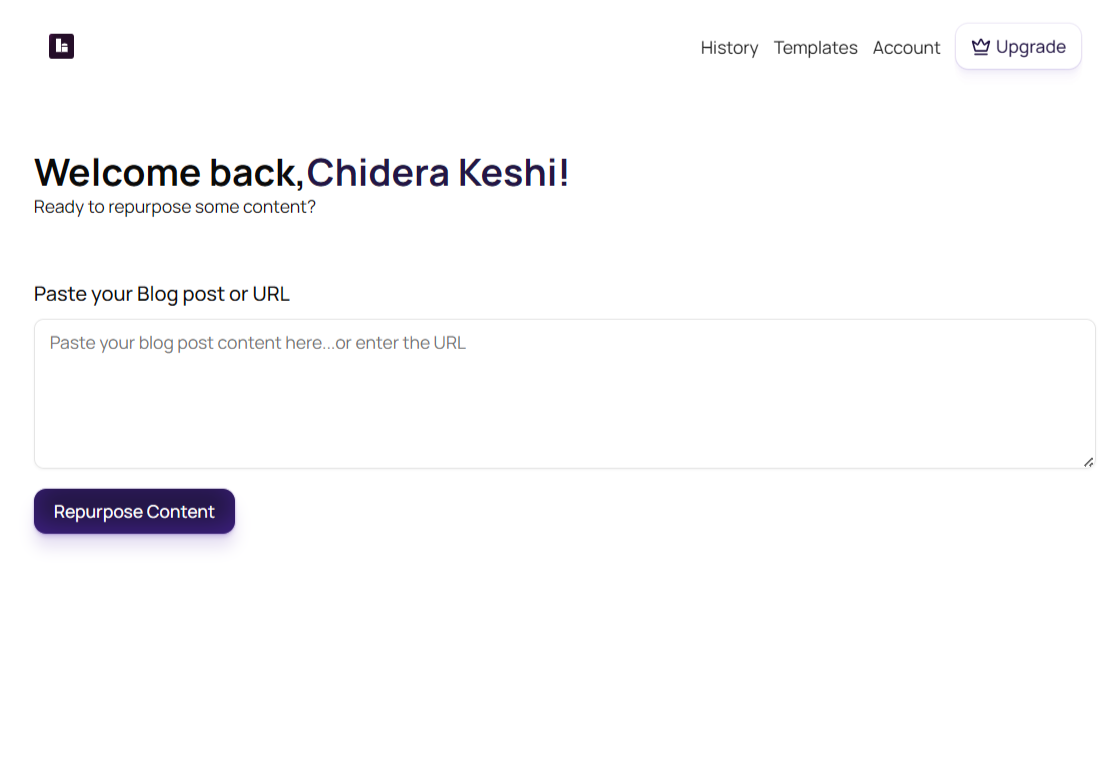 History Templates Account Upgrade
Welcome back,Chidera Keshi!
Ready to repurpose some content?
Paste your Blog post or URL
Paste your blog post content here...or enter the URL
Repurpose Content